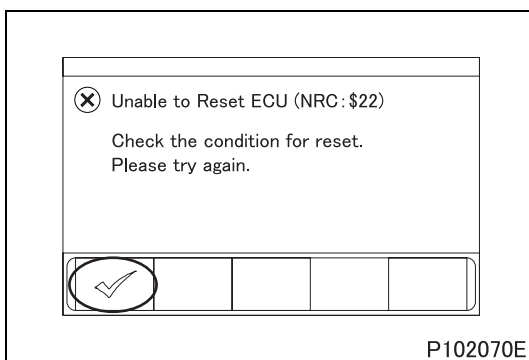 Unable to Reset ECU (NRC:$22)
Check the condition for reset.
Please try again.
P102070E